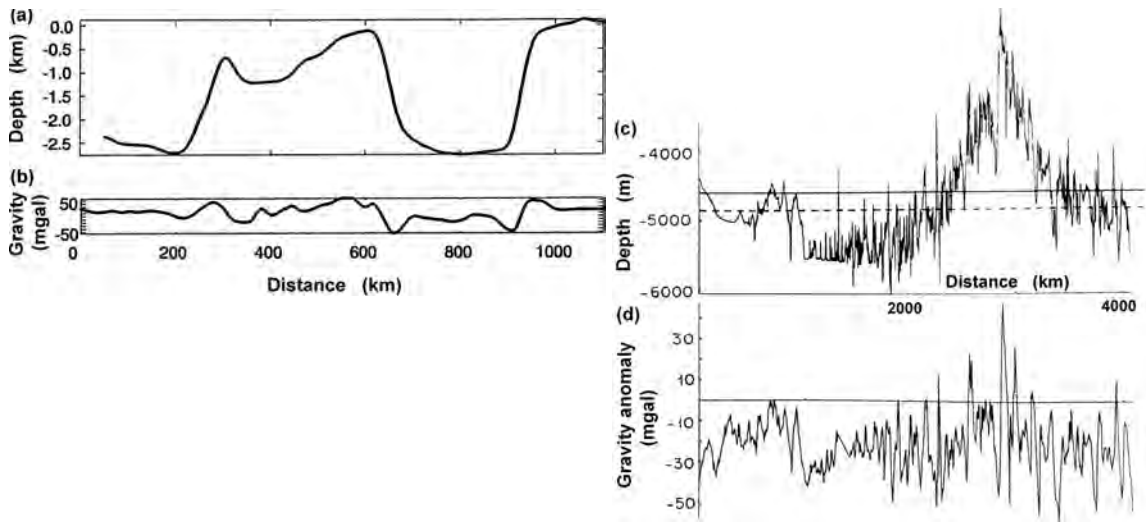 (a)
0.0
-0.5
-1.0
-1.5
-2.0
-2.5
Depth (km)
(b)
50
-50
Gravity
(mgal)
0 200 400 600 800 1000
Distance (km)
(c)
-4000
-5000
-6000
Depth (m)
Distance (km)
2000 4000
(d)
30
10
-10
-30
-50
Gravity anomaly
(mgal)